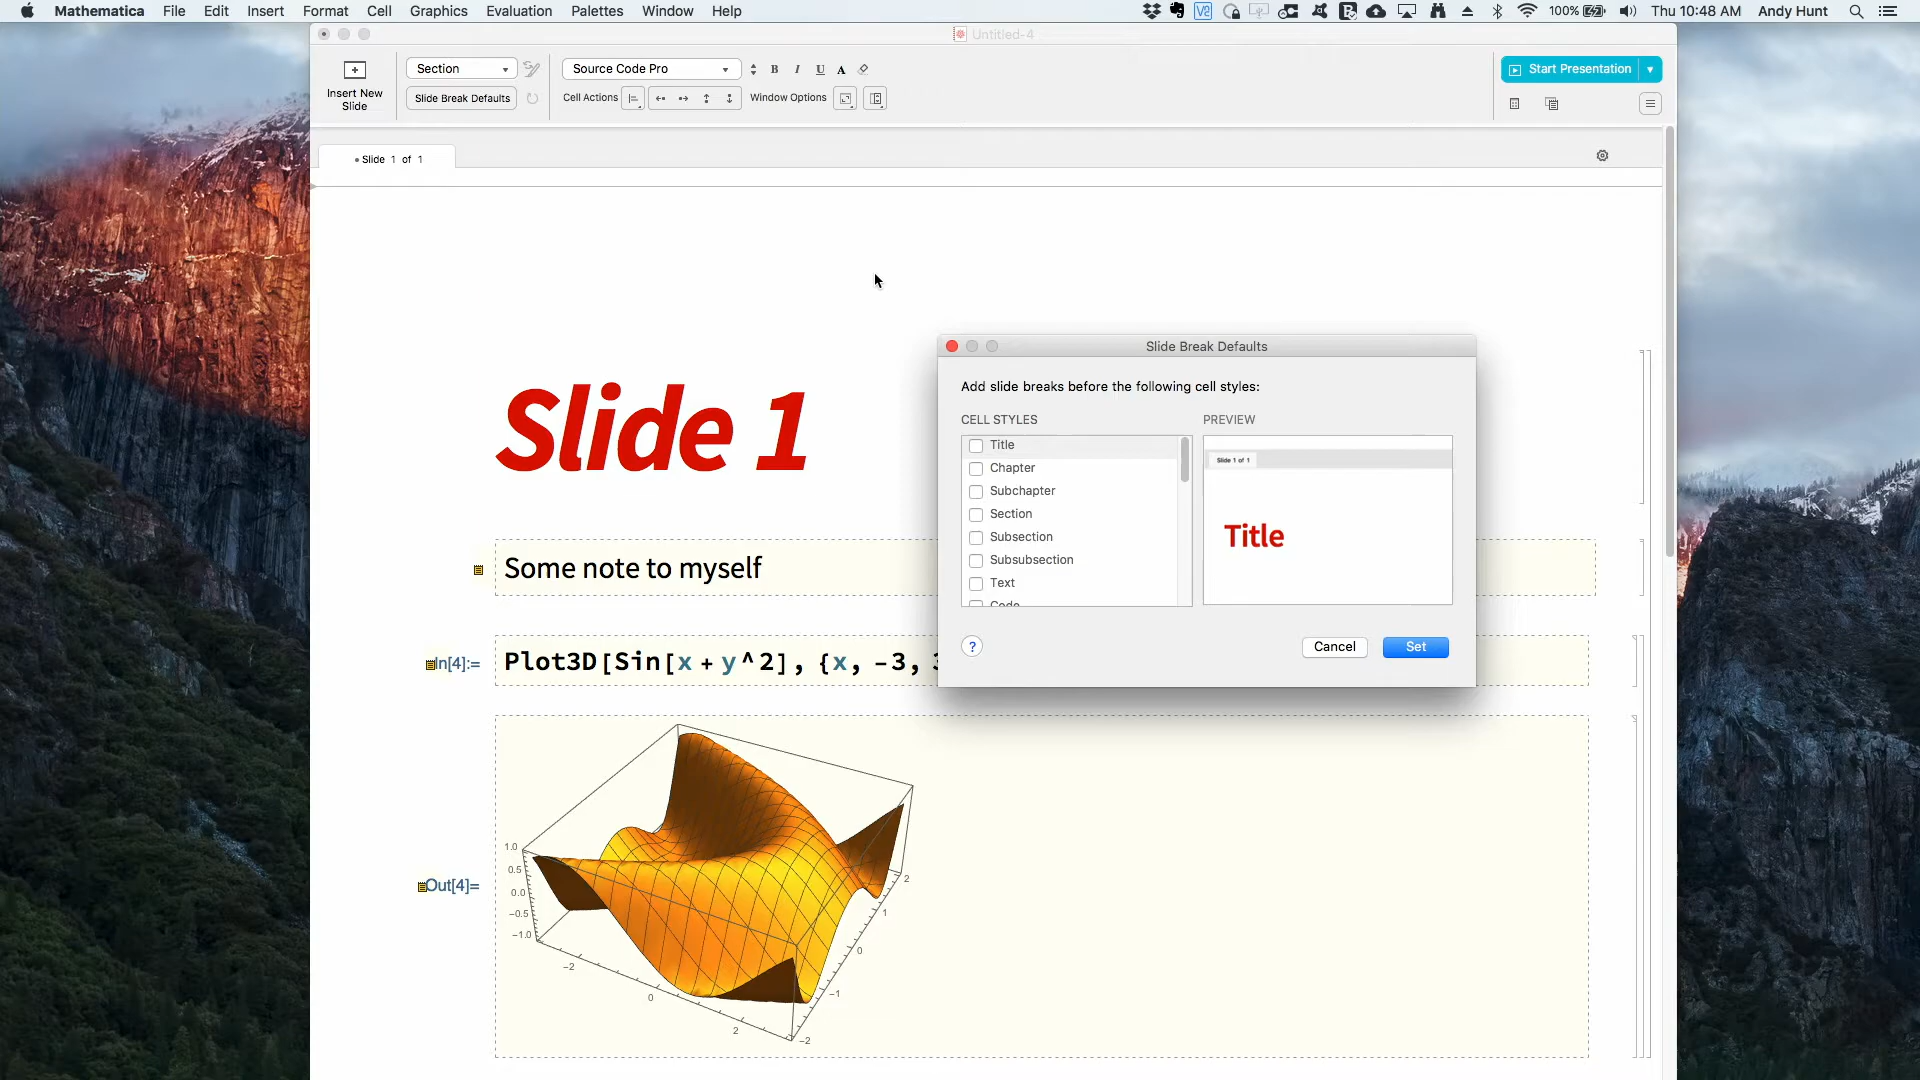 Mathematica File Edit Insert Format Cell Graphics Evaluation Palettes Window Help 100% Thu 10:48 AM Andy Hunt
Untitled-4
Insert New
Slide
Section
Slide Break Defaults
Source Code Pro
B I U A
Cell Actions
Window Options
Start Presentation
Slide 1 of 1
Slide 1
Some note to myself
In[4]:= Plot3D[Sin[x + y^2], {x, -3,
Out[4]=
1.0
0.5
0.0
-0.5
-1.0
-2
0
2
2
1
0
-1
-2
Slide Break Defaults
Add slide breaks before the following cell styles:
CELL STYLES
Title
Chapter
Subchapter
Section
Subsection
Subsubsection
Text
Code
PREVIEW
Slide 1 of 1
Title
?
Cancel
Set